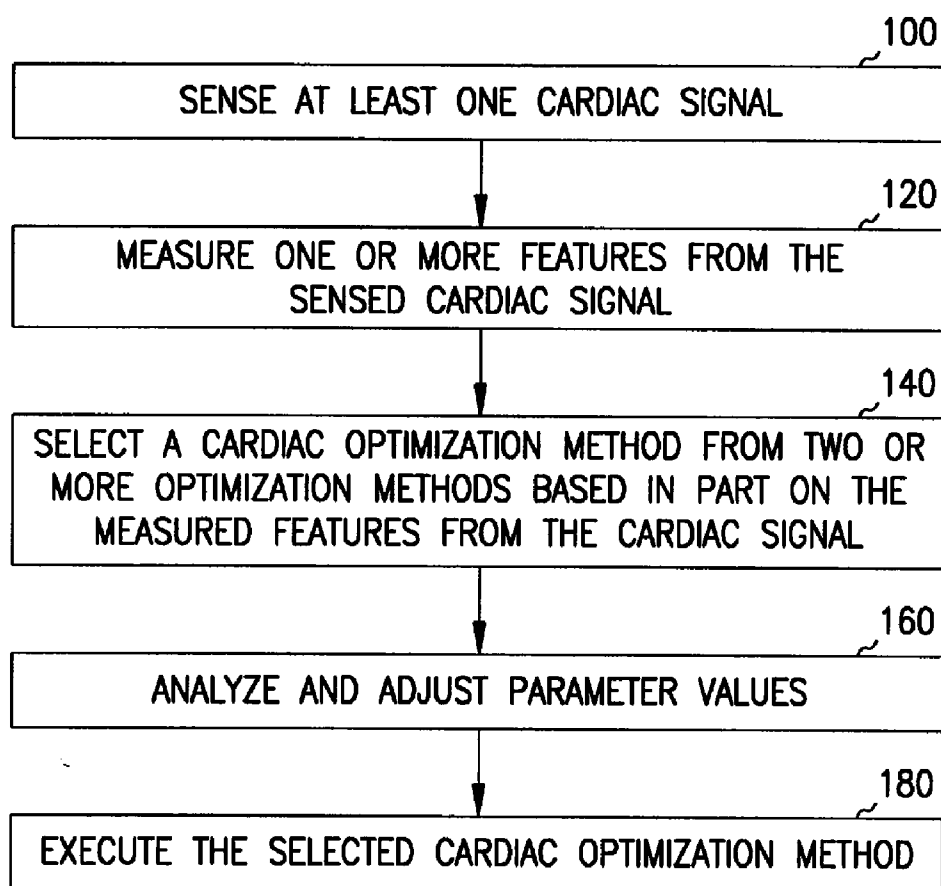 100
SENSE AT LEAST ONE CARDIAC SIGNAL
120
MEASURE ONE OR MORE FEATURES FROM THE
SENSED CARDIAC SIGNAL
140
SELECT A CARDIAC OPTIMIZATION METHOD FROM TWO OR
MORE OPTIMIZATION METHODS BASED IN PART ON THE
MEASURED FEATURES FROM THE CARDIAC SIGNAL
160
ANALYZE AND ADJUST PARAMETER VALUES
180
EXECUTE THE SELECTED CARDIAC OPTIMIZATION METHOD